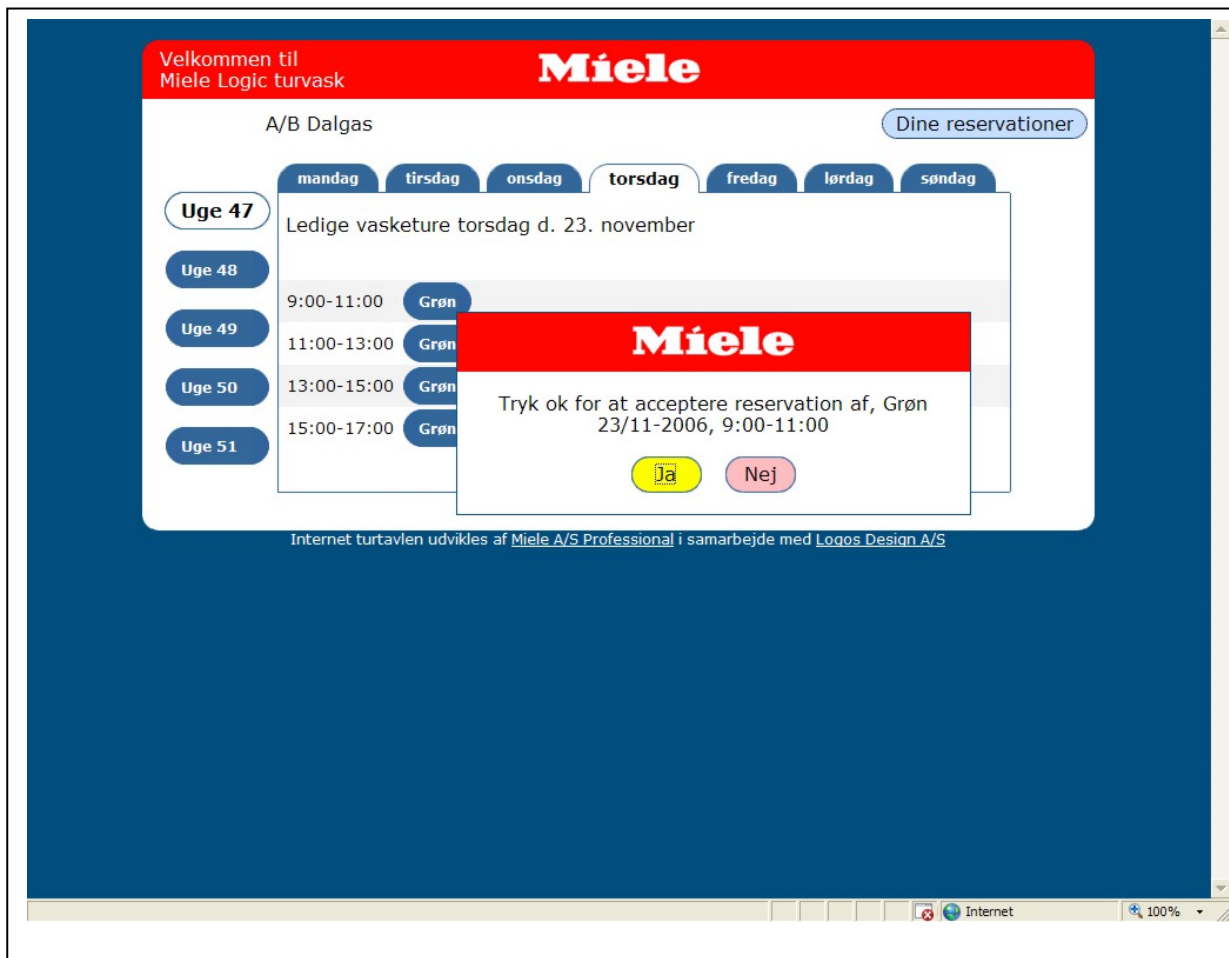 Velkommen til
Miele Logic turvask
Miele
A/B Dalgas
Dine reservationer
mandag tirsdag onsdag torsdag fredag lørdag søndag
Uge 47
Uge 48
Uge 49
Uge 50
Uge 51
Ledige vasketure torsdag d. 23. november
9:00-11:00 Grøn
11:00-13:00 Grøn
13:00-15:00 Grøn
15:00-17:00 Grøn
Miele
Tryk ok for at acceptere reservation af, Grøn
23/11-2006, 9:00-11:00
Ja Nej
Internet turtavlen udvikles af Miele A/S Professional i samarbejde med Logos Design A/S
Internet 100%